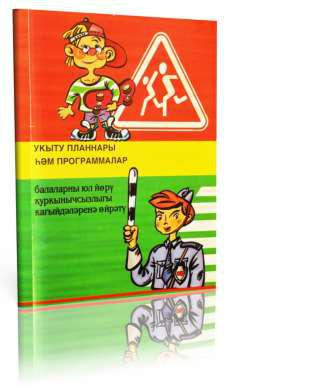 УКЫТУ ПЛАННАРЫ
ҺӘМ ПРОГРАММАЛАР
балаларны юл йөрү
куркынычсызлыгы
кагыйдәләренә өйрәтү